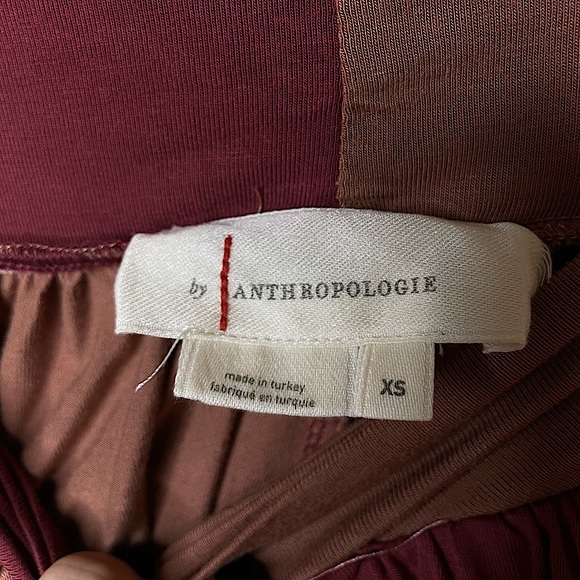 by ANTHROPOLOGIE
made in turkey
fabriqué en turquie
XS